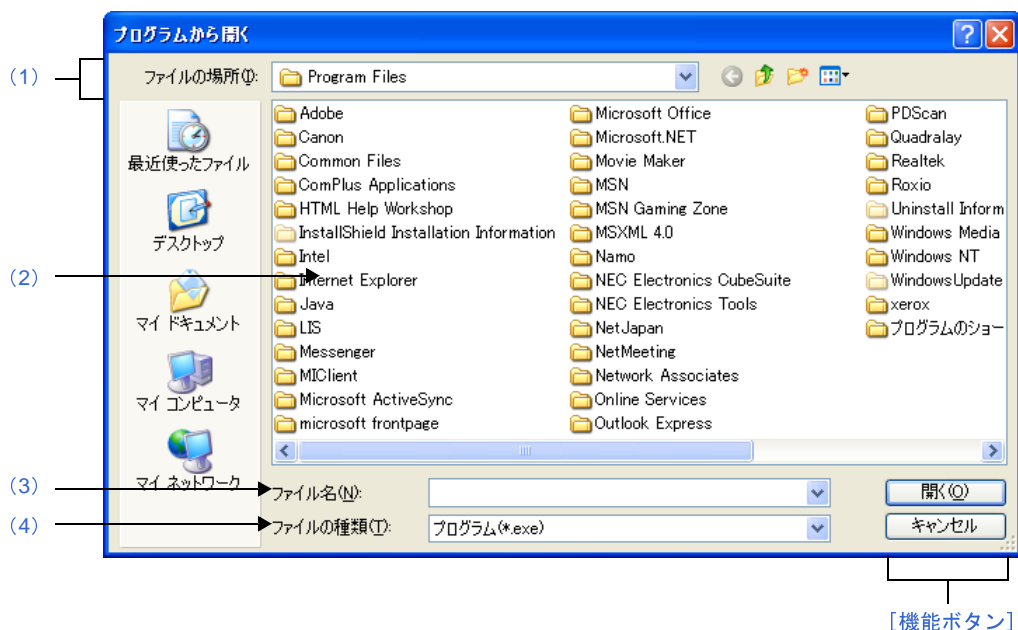 プログラムから開く
(1)
ファイルの場所(I):
Program Files
最近使ったファイル
デスクトップ
マイ ドキュメント
マイ コンピュータ
マイ ネットワーク
(2)
Adobe
Canon
Common Files
ComPlus Applications
HTML Help Workshop
InstallShield Installation Information
Intel
Internet Explorer
Java
LIS
Messenger
MIClient
Microsoft ActiveSync
microsoft frontpage
Microsoft Office
Microsoft.NET
Movie Maker
MSN
MSN Gaming Zone
MSXML 4.0
Namo
NEC Electronics CubeSuite
NEC Electronics Tools
NetJapan
NetMeeting
Network Associates
Online Services
Outlook Express
PDScan
Quadralay
Realtek
Roxio
Uninstall Inform
Windows Media
Windows NT
WindowsUpdate
xerox
プログラムのショー
(3)
ファイル名(N):
開く(O)
(4)
ファイルの種類(T):
プログラム(*.exe)
キャンセル
[機能ボタン]